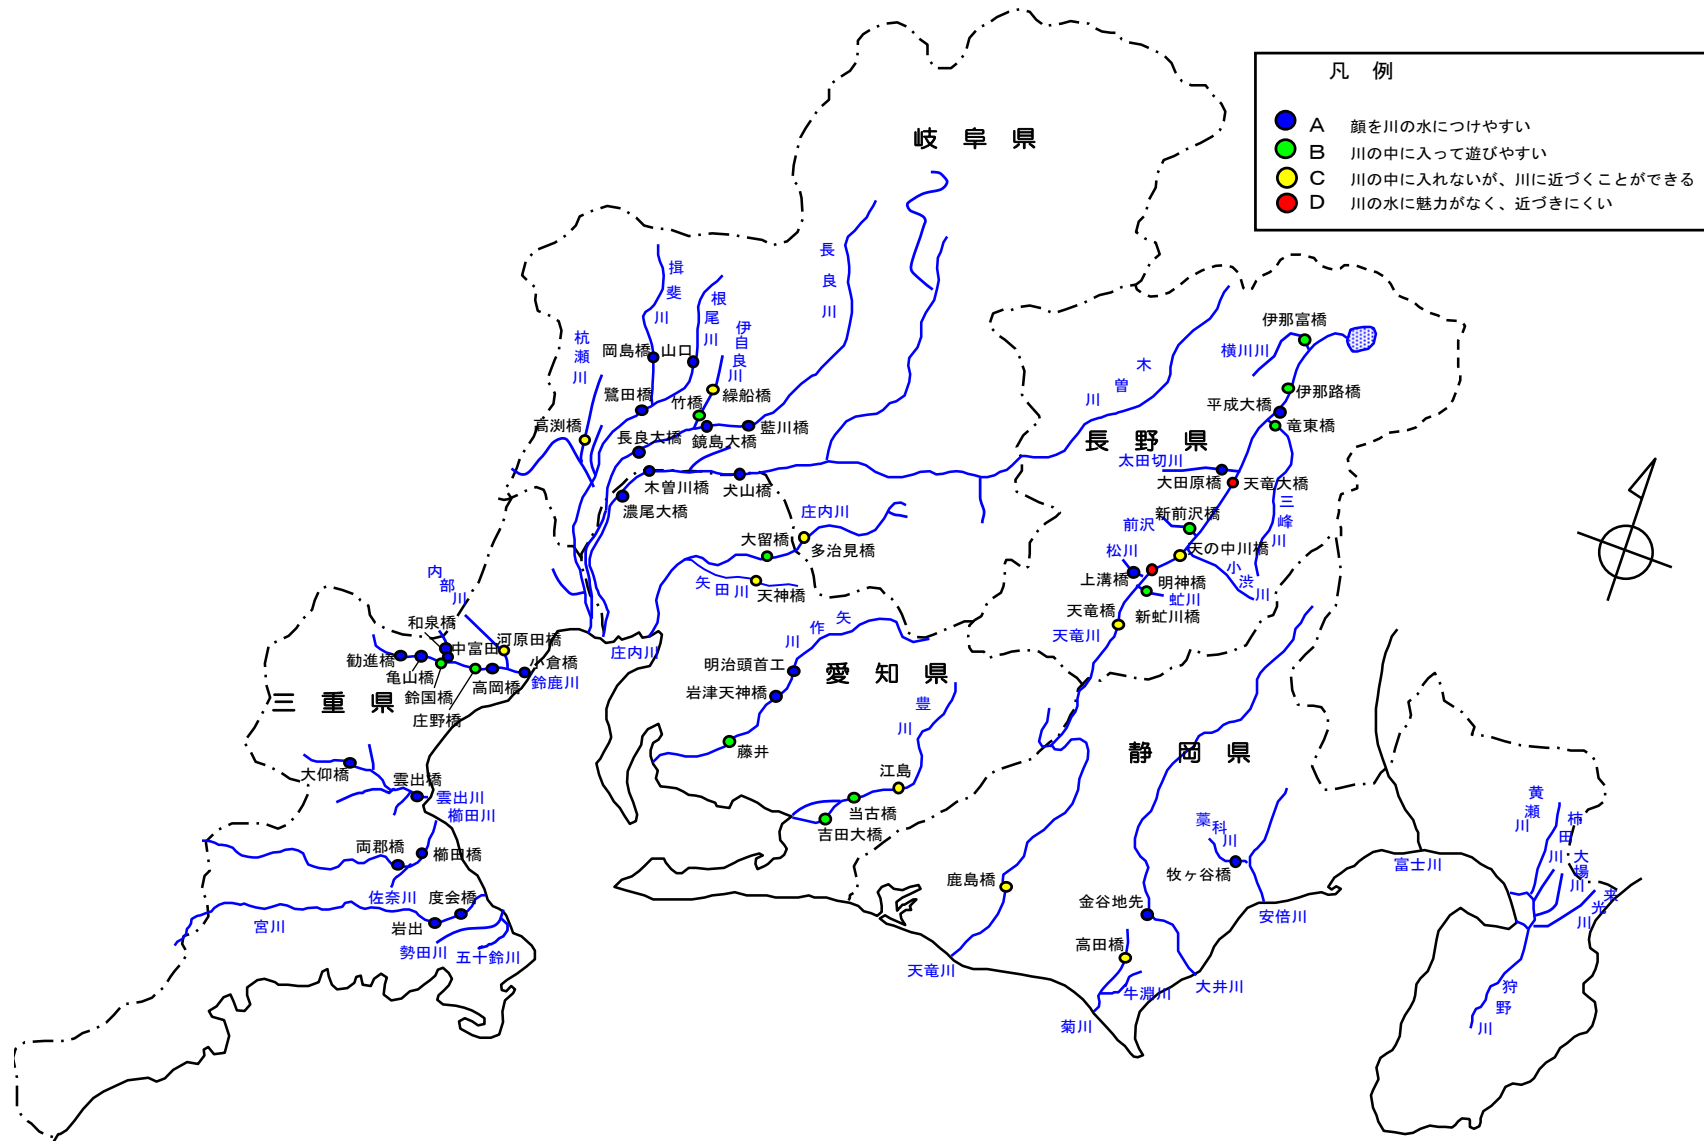 凡 例
A 顔を川の水につけやすい
B 川の中に入って遊びやすい
C 川の中に入れないが、川に近づくことができる
D 川の水に魅力がなく、近づきにくい
岐 阜 県
長良川
揖斐川
根尾川
伊自良川
杭瀬川
岡島橋
山口
鷺田橋
竹橋
繰船橋
高渕橋
長良大橋
鏡島大橋
藍川橋
木曽川橋
犬山橋
濃尾大橋
木曽川
長 野 県
伊那富橋
横川川
伊那路橋
平成大橋
竜東橋
太田切川
大田原橋
天竜大橋
三峰川
新前沢橋
前沢
天の中川橋
松川
小渋川
上溝橋
明神橋
虻川
新虻川橋
天竜橋
天竜川
庄内川
大留橋
多治見橋
矢田川
天神橋
庄内川
矢作川
愛 知 県
明治頭首工
岩津天神橋
藤井
豊川
江島
当古橋
吉田大橋
内部川
和泉橋
中富田
河原田橋
勧進橋
亀山橋
小倉橋
鈴鹿川
鈴国橋
高岡橋
庄野橋
三 重 県
大仰橋
雲出橋
雲出川
櫛田川
両郡橋
櫛田橋
佐奈川
度会橋
宮川
岩出
勢田川
五十鈴川
静 岡 県
鹿島橋
天竜川
金谷地先
高田橋
牛淵川
菊川
大井川
藁科川
牧ヶ谷橋
安倍川
富士川
黄瀬川
柿田川
大場川
来光川
狩野川